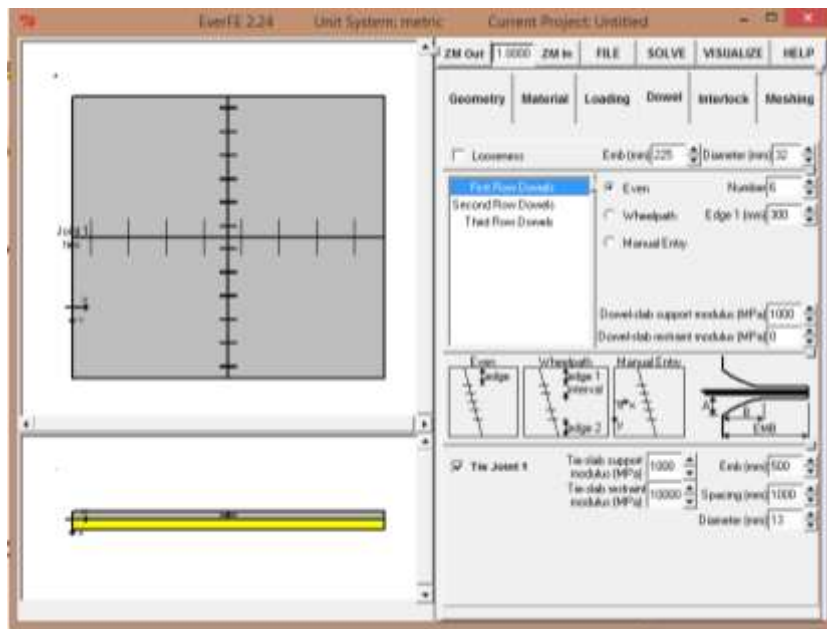 EverFE 2.24 Unit System: metric Current Project: Untitled
ZM Out 1.0000 ZM In FILE SOLVE VISUALIZE HELP
Geometry Material Loading Dowel Interlock Meshing
Looseness Emb (mm) 225 Diameter (mm) 32
First Row Dowels
Second Row Dowels
Third Row Dowels
Even Number 6
Wheelpath Edge 1 (mm) 300
Manual Entry
Dowel-slab support modulus (MPa) 1000
Dowel-slab restraint modulus (MPa) 0
Joint 1
Even Wheelpath Manual Entry
edge edge 1
interval
edge 2
x
y
A B
EMB
Tie Joint 1
Tie-slab support modulus (MPa) 1000 Emb (mm) 500
Tie-slab restraint modulus (MPa) 10000 Spacing (mm) 1000
Diameter (mm) 13